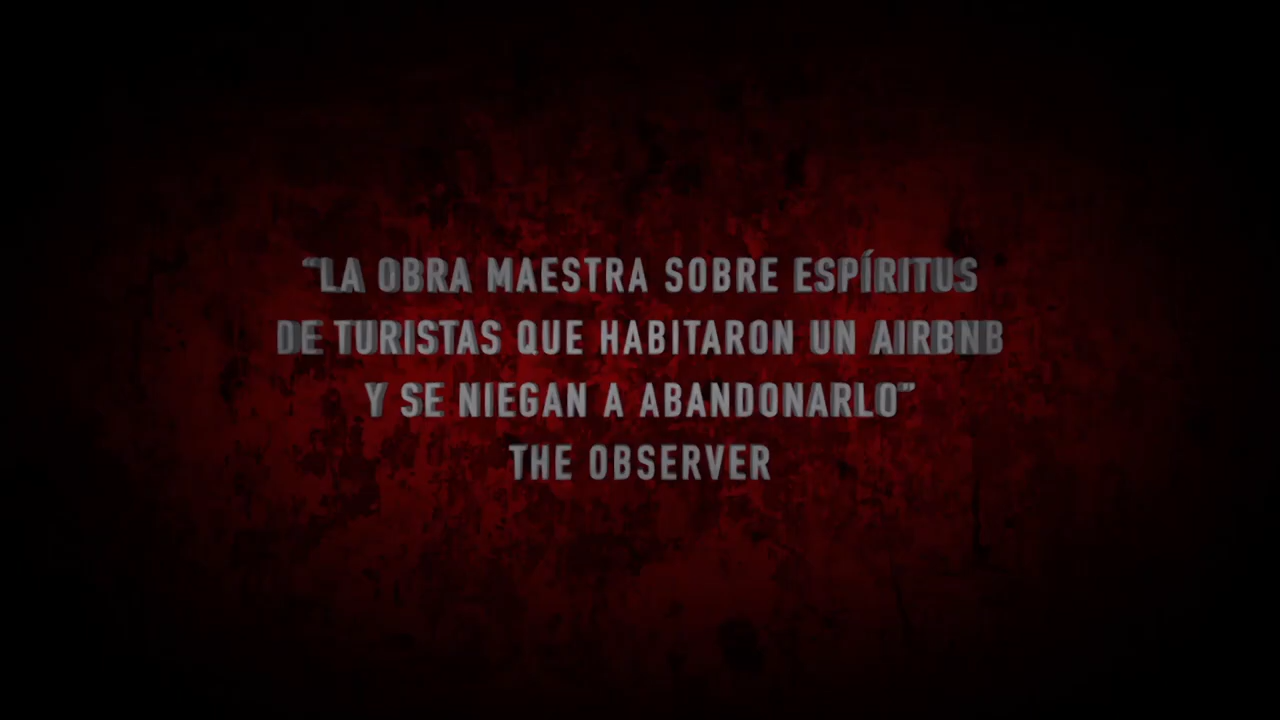 “LA OBRA MAESTRA SOBRE ESPÍRITUS
DE TURISTAS QUE HABITARON UN AIRBNB
Y SE NIEGAN A ABANDONARLO”
THE OBSERVER